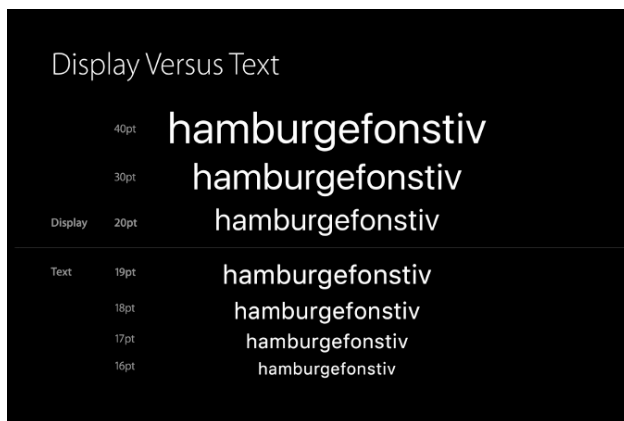 Display Versus Text
40pt hamburgefonstiv
30pt hamburgefonstiv
Display 20pt hamburgefonstiv
Text 19pt hamburgefonstiv
18pt hamburgefonstiv
17pt hamburgefonstiv
16pt hamburgefonstiv